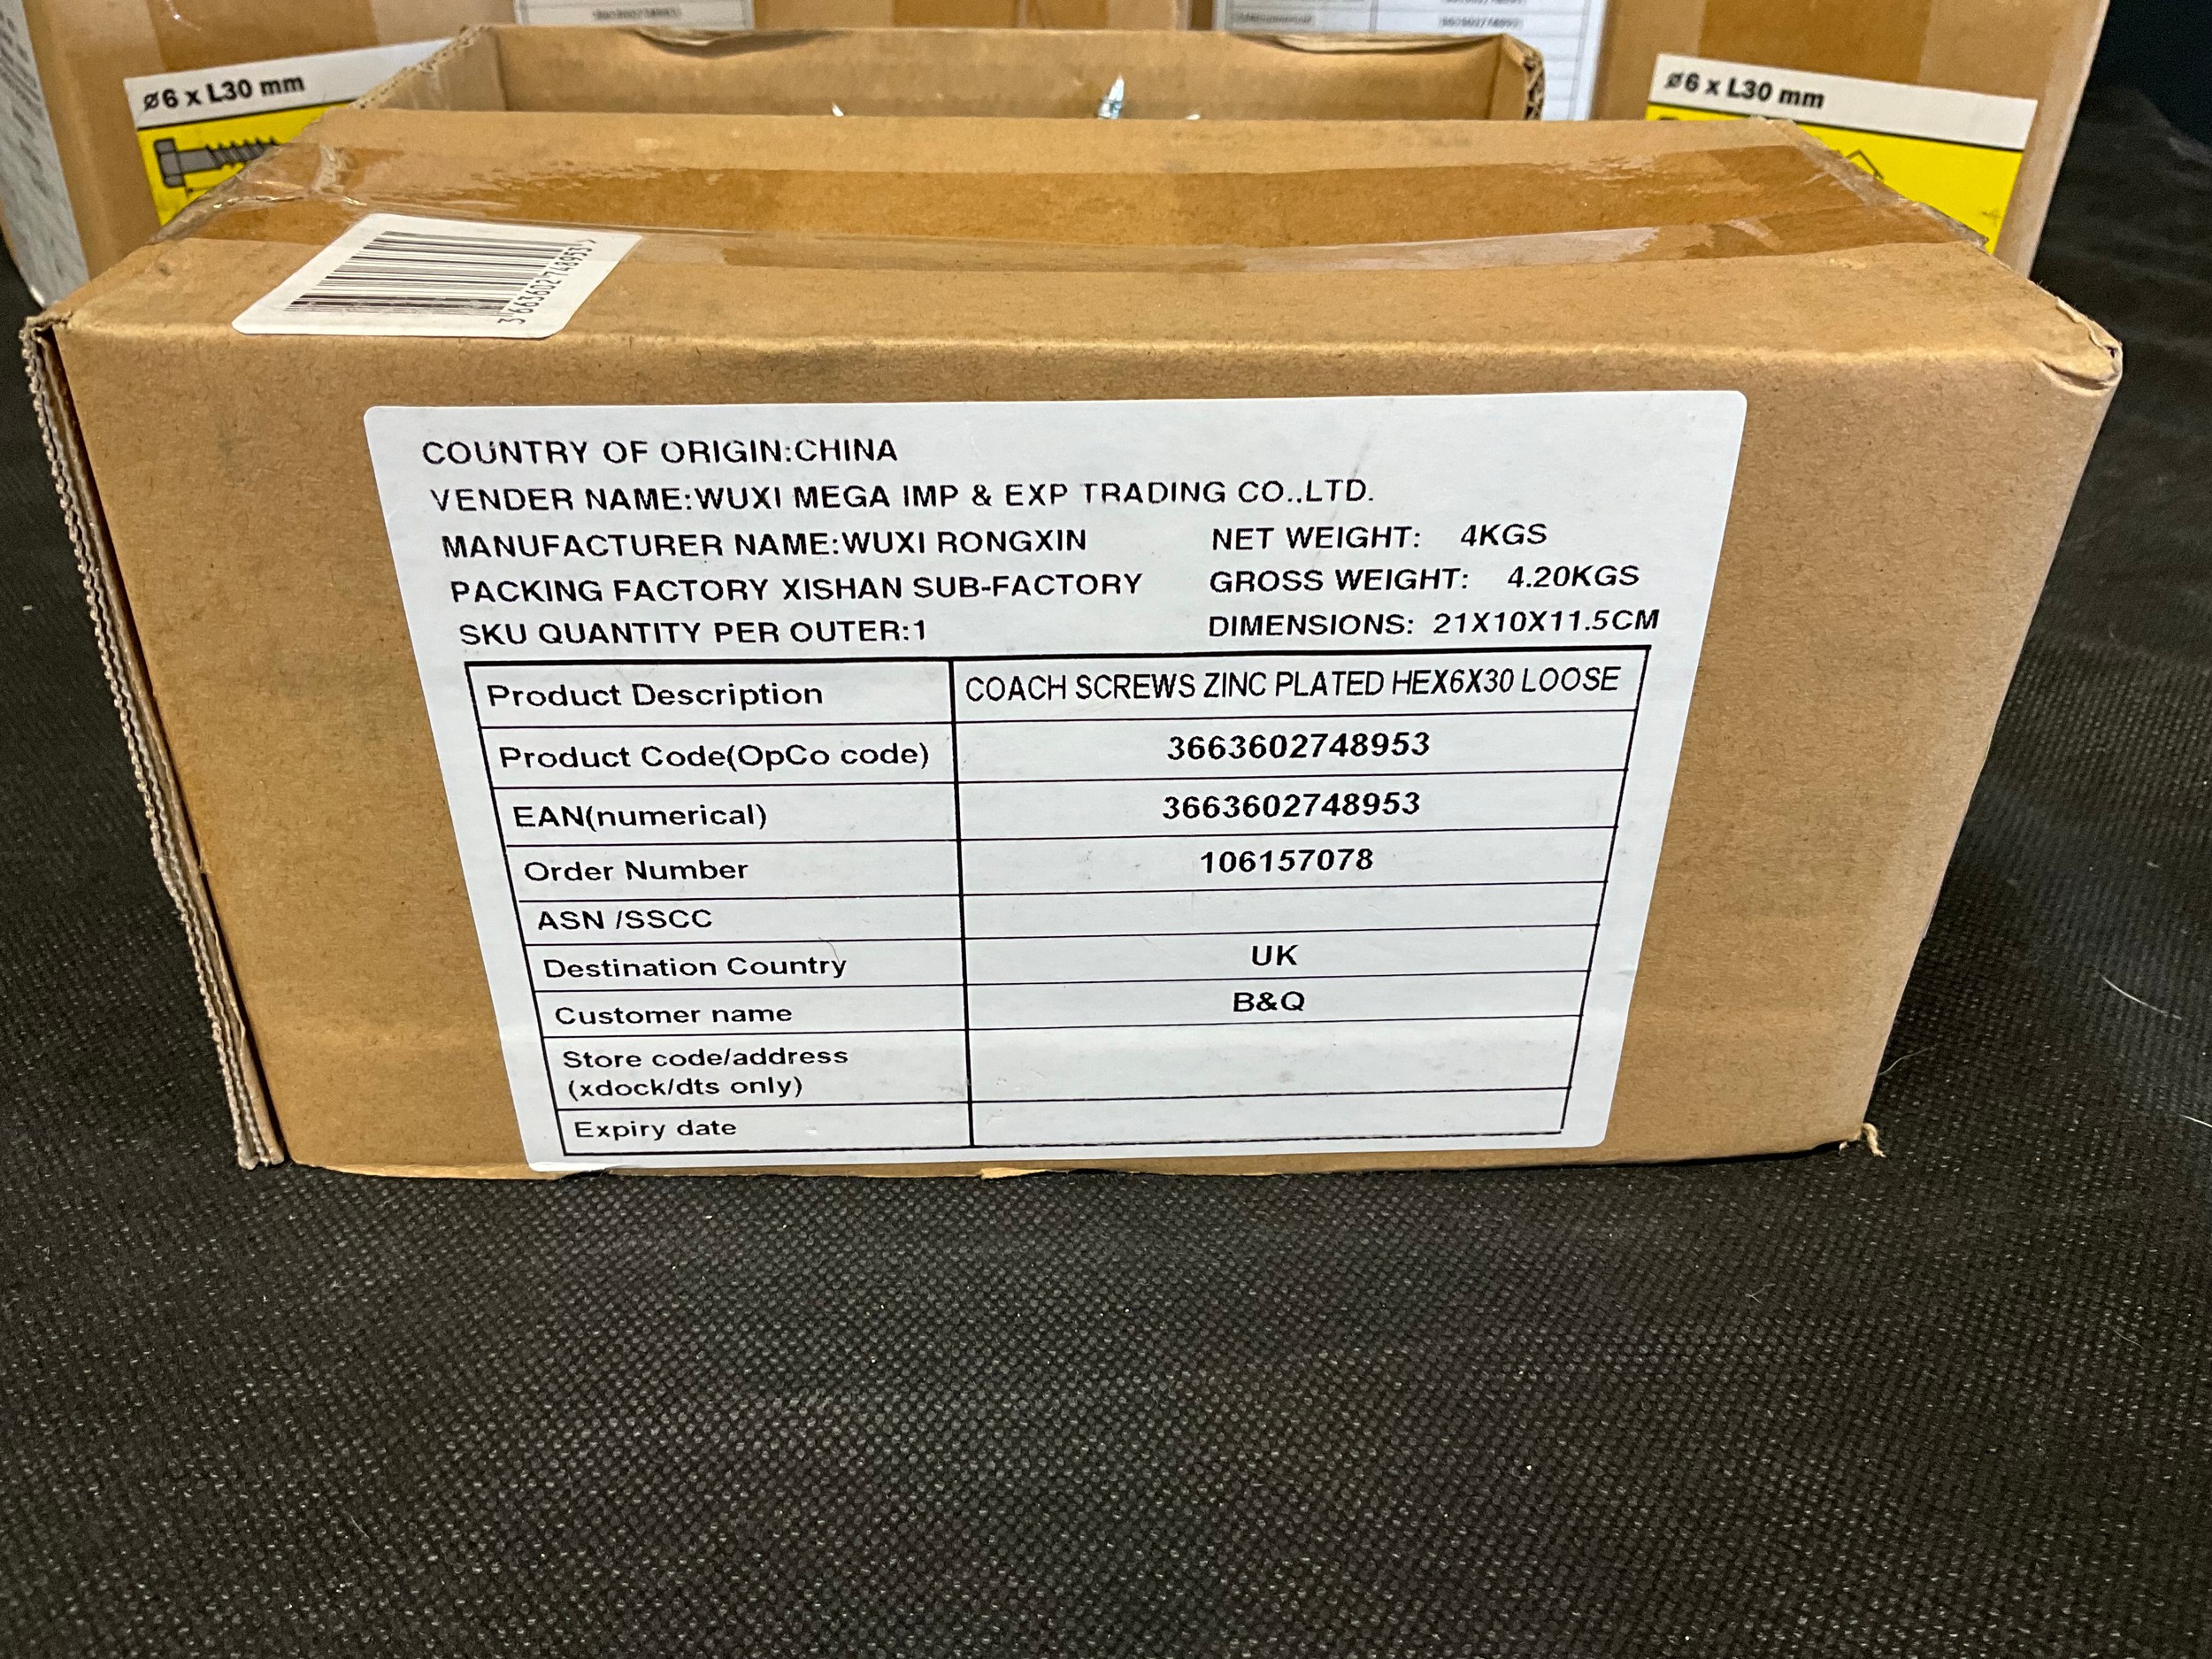 ø6 x L30 mm
ø6 x L30 mm
3 663602 748953 >
COUNTRY OF ORIGIN:CHINA
VENDER NAME:WUXI MEGA IMP & EXP TRADING CO.,LTD.
MANUFACTURER NAME:WUXI RONGXIN NET WEIGHT: 4KGS
PACKING FACTORY XISHAN SUB-FACTORY GROSS WEIGHT: 4.20KGS
SKU QUANTITY PER OUTER:1 DIMENSIONS: 21X10X11.5CM
Product Description COACH SCREWS ZINC PLATED HEX6X30 LOOSE
Product Code(OpCo code) 3663602748953
EAN(numerical) 3663602748953
Order Number 106157078
ASN /SSCC
Destination Country UK
Customer name B&Q
Store code/address
(xdock/dts only)
Expiry date